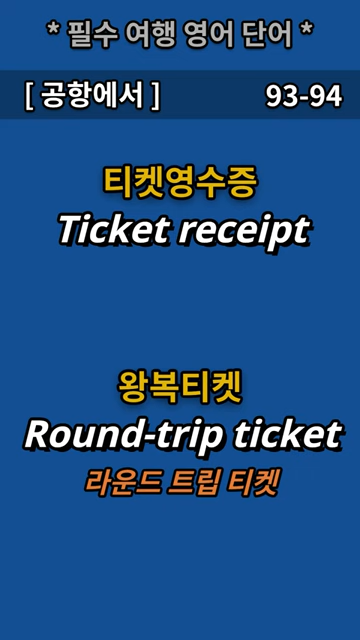 * 필수 여행 영어 단어 *
[ 공항에서 ] 93-94
티켓영수증
Ticket receipt
왕복티켓
Round-trip ticket
라운드 트립 티켓